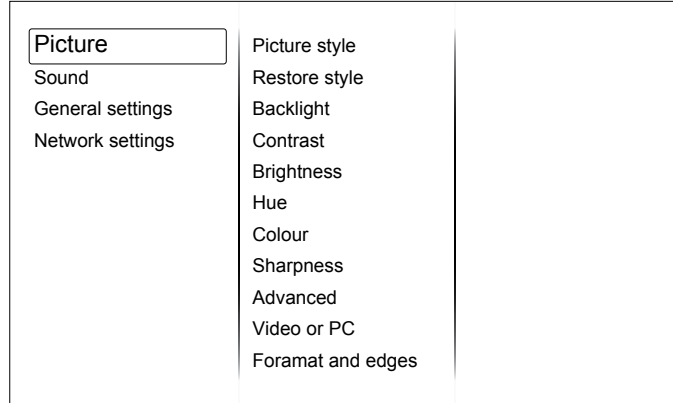 Picture
Sound
General settings
Network settings
Picture style
Restore style
Backlight
Contrast
Brightness
Hue
Colour
Sharpness
Advanced
Video or PC
Foramat and edges